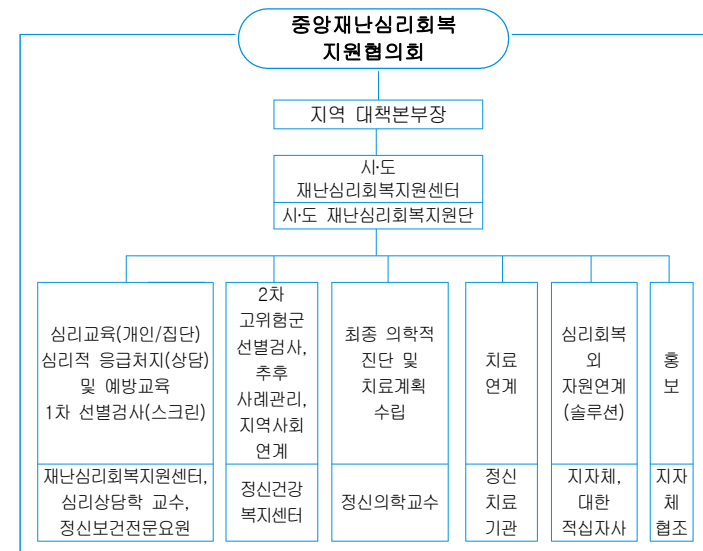 중앙재난심리회복
지원협의회
지역 대책본부장
시·도
재난심리회복지원센터
시·도 재난심리회복지원단
심리교육(개인/집단)
심리적 응급처지(상담)
및 예방교육
1차 선별검사(스크린)
재난심리회복지원센터,
심리상담학 교수,
정신보건전문요원
2차
고위험군
선별검사,
추후
사례관리,
지역사회
연계
정신건강
복지센터
최종 의학적
진단 및
치료계획
수립
정신의학교수
치료
연계
정신
치료
기관
심리회복
외
자원연계
(솔루션)
지자체,
대한
적십자사
홍
보
지자
체
협조